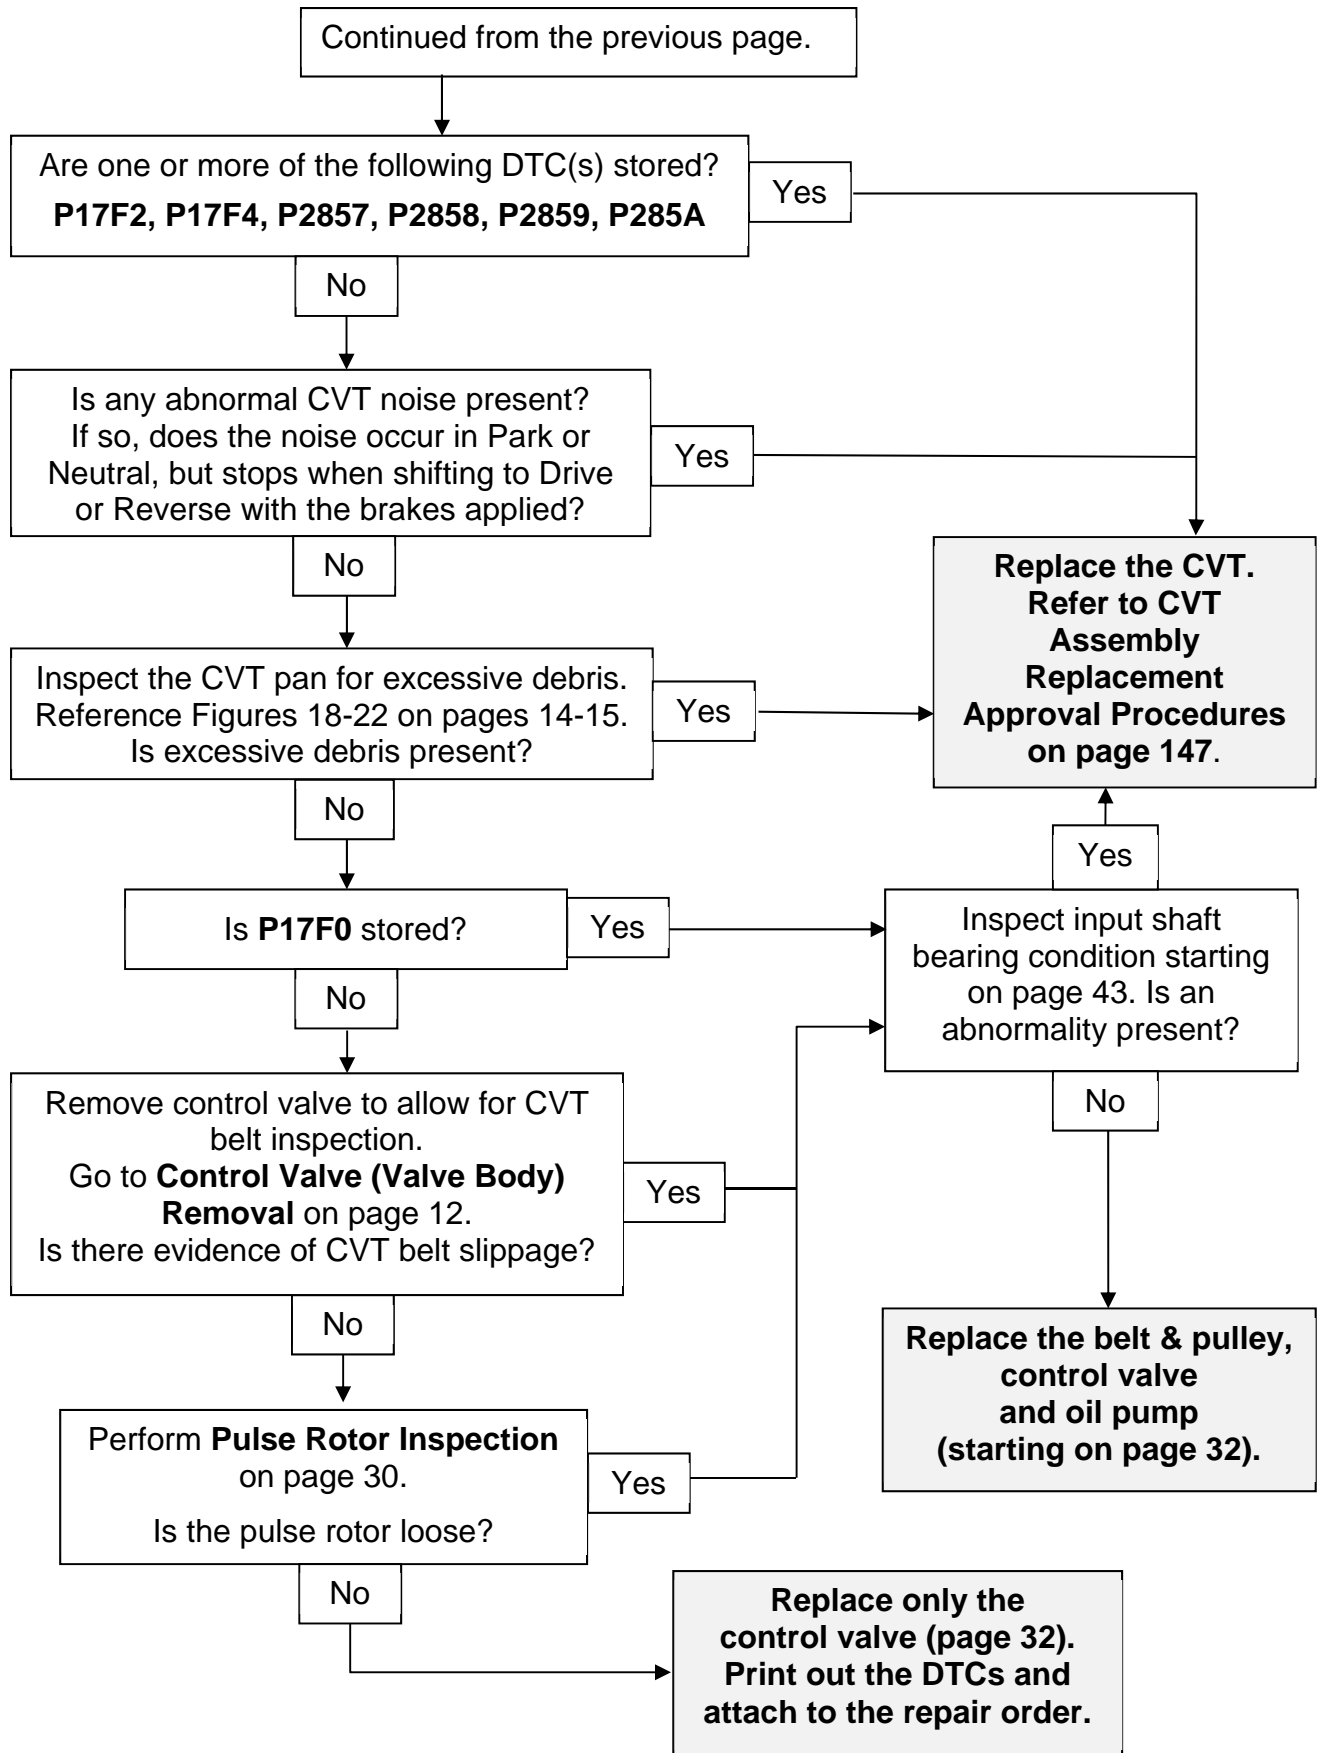 Continued from the previous page.
Are one or more of the following DTC(s) stored?
P17F2, P17F4, P2857, P2858, P2859, P285A
Yes
No
Is any abnormal CVT noise present?
If so, does the noise occur in Park or
Neutral, but stops when shifting to Drive
or Reverse with the brakes applied?
Yes
No
Replace the CVT.
Refer to CVT
Assembly
Replacement
Approval Procedures
on page 147.
Inspect the CVT pan for excessive debris.
Reference Figures 18-22 on pages 14-15.
Is excessive debris present?
Yes
No
Yes
Is P17F0 stored?
Yes
No
Inspect input shaft
bearing condition starting
on page 43. Is an
abnormality present?
No
Remove control valve to allow for CVT
belt inspection.
Go to Control Valve (Valve Body)
Removal on page 12.
Is there evidence of CVT belt slippage?
Yes
No
Replace the belt & pulley,
control valve
and oil pump
(starting on page 32).
Perform Pulse Rotor Inspection
on page 30.
Is the pulse rotor loose?
Yes
No
Replace only the
control valve (page 32).
Print out the DTCs and
attach to the repair order.